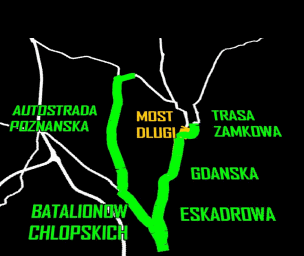 AUTOSTRADA
POZNANSKA
MOST
DLUGI
TRASA
ZAMKOWA
GDANSKA
BATALIONOW
CHLOPSKICH
ESKADROWA